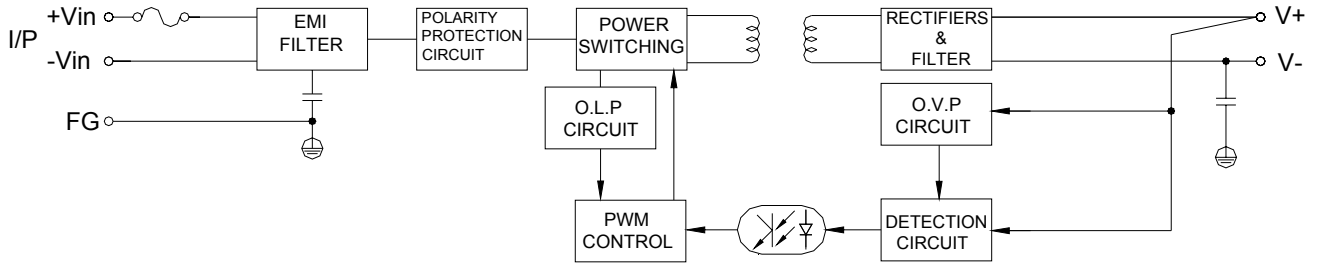 I/P
+Vin
-Vin
FG
EMI
FILTER
POLARITY
PROTECTION
CIRCUIT
POWER
SWITCHING
RECTIFIERS
&
FILTER
V+
V-
O.L.P
CIRCUIT
O.V.P
CIRCUIT
PWM
CONTROL
DETECTION
CIRCUIT